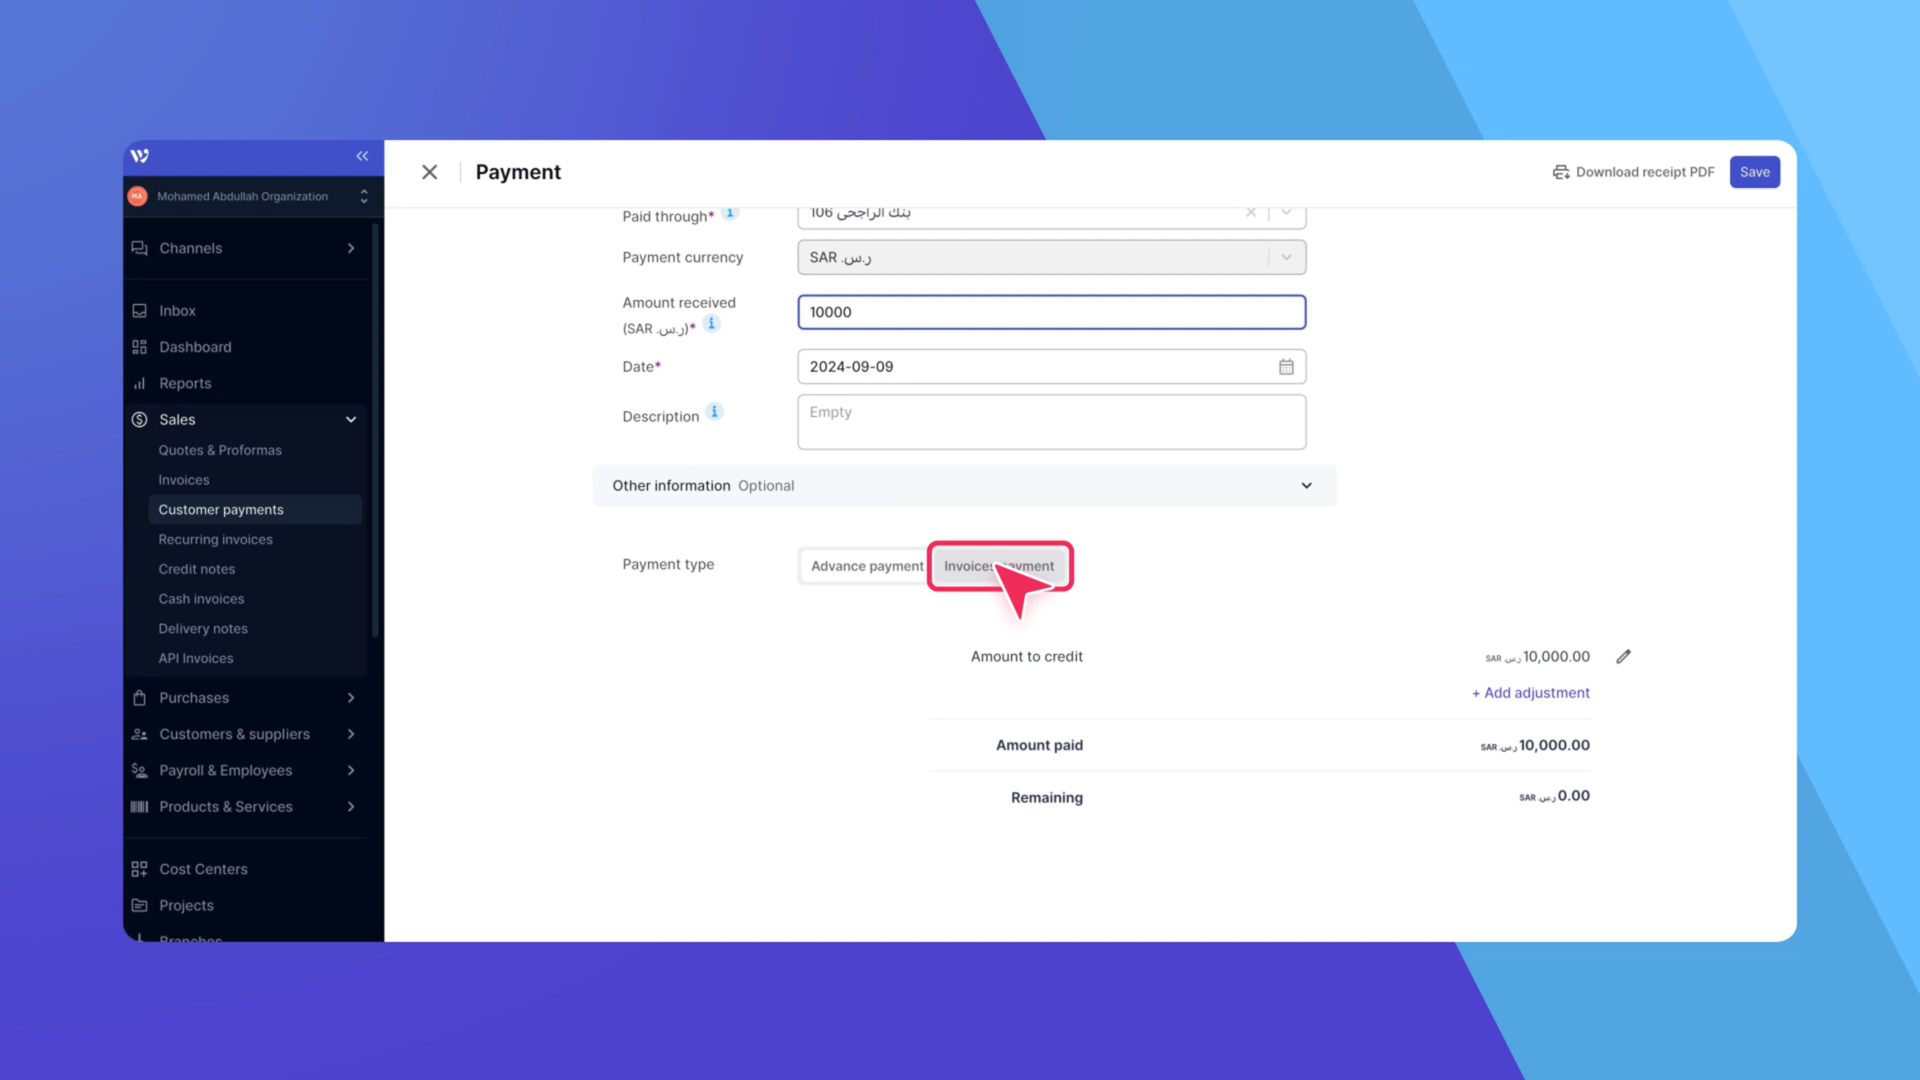 MA
Mohamed Abdullah Organization
Channels
Inbox
Dashboard
Reports
Sales
Quotes & Proformas
Invoices
Customer payments
Recurring invoices
Credit notes
Cash invoices
Delivery notes
API Invoices
Purchases
Customers & suppliers
Payroll & Employees
Products & Services
Cost Centers
Projects
Branches
Payment
Download receipt PDF
Save
Paid through*
بنك الراجحي 106
Payment currency
SAR ر.س.
Amount received
(SAR ر.س.)*
10000
Date*
2024-09-09
Description
Empty
Other information Optional
Payment type
Advance payment
Invoices payment
Amount to credit
SAR ر.س. 10,000.00
+ Add adjustment
Amount paid
SAR ر.س. 10,000.00
Remaining
SAR ر.س. 0.00